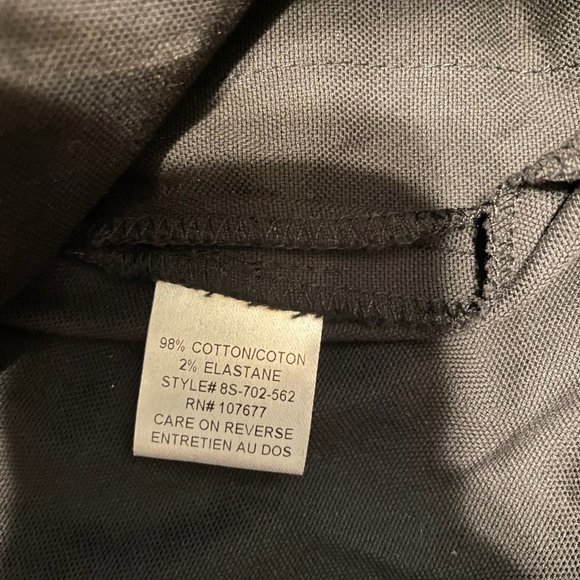 98% COTTON/COTON
2% ELASTANE
STYLE# 8S-702-562
RN# 107677
CARE ON REVERSE
ENTRETIEN AU DOS